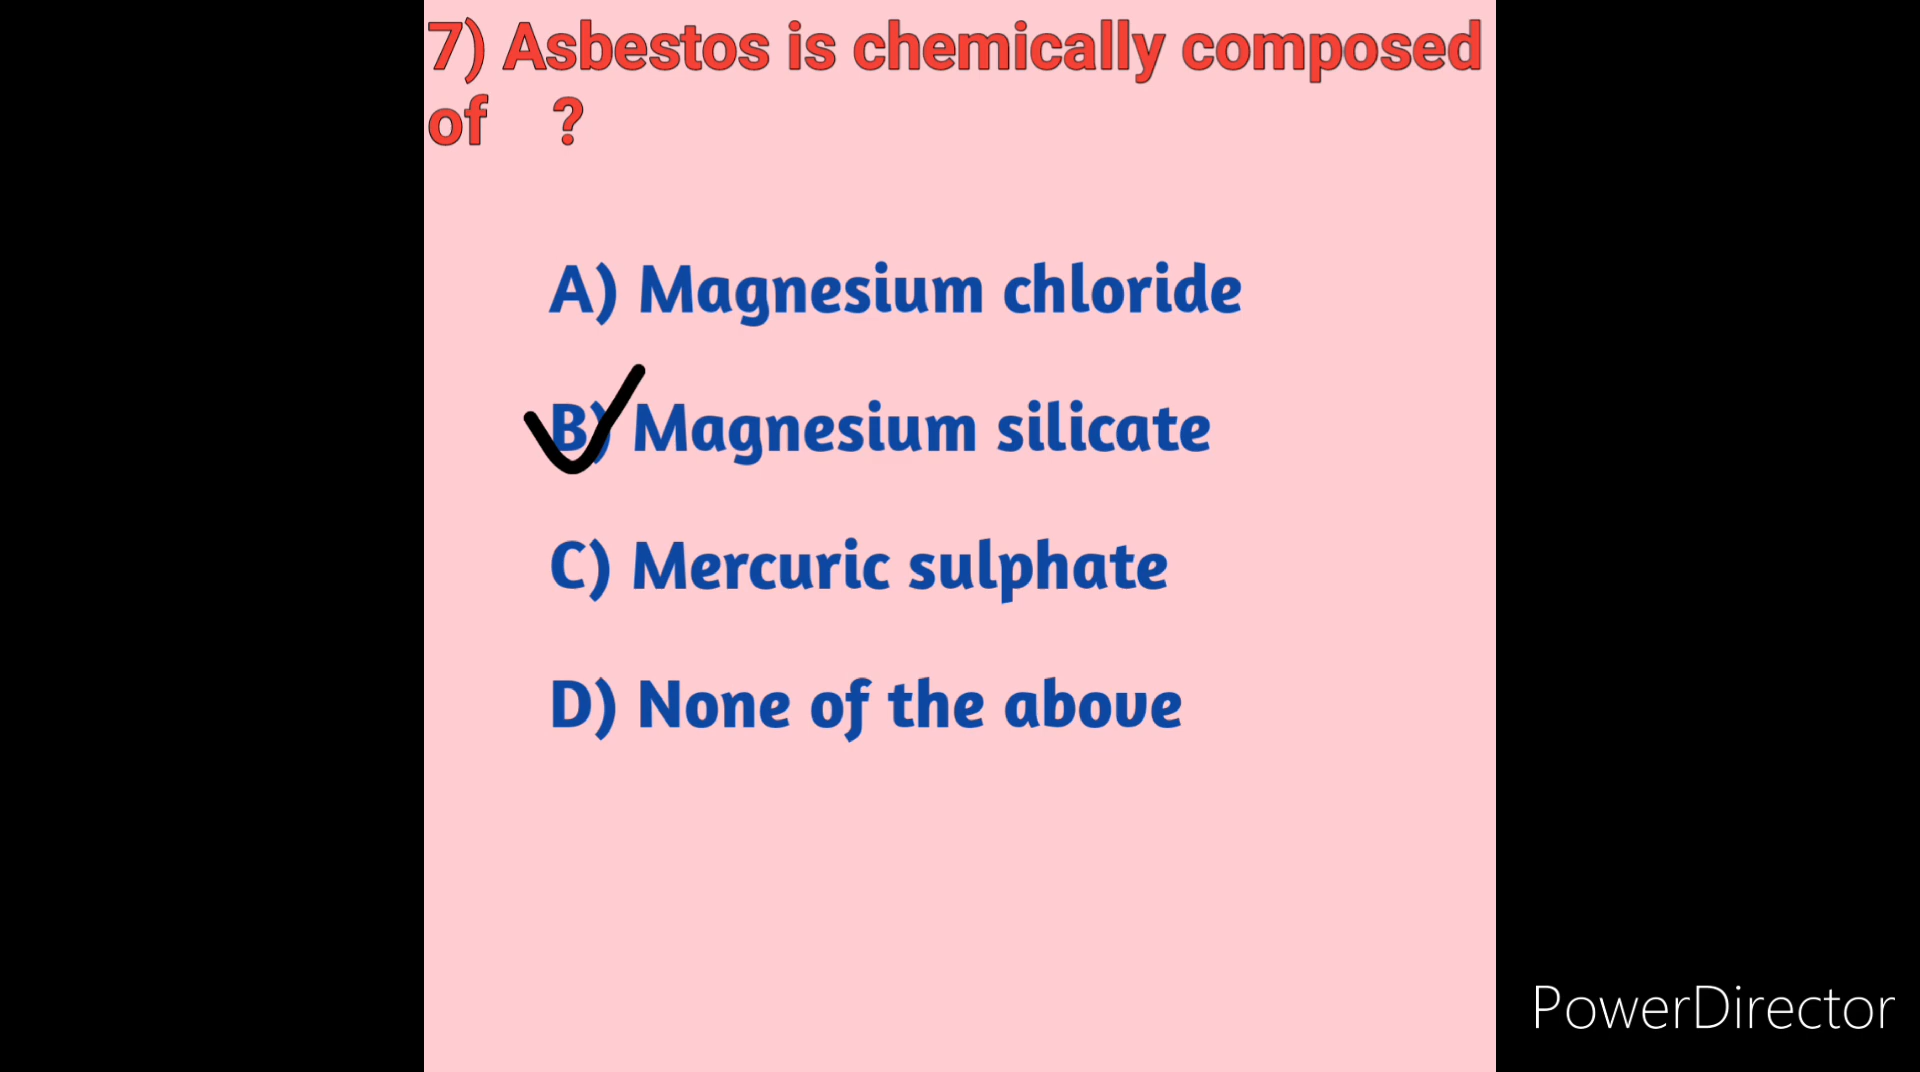 7) Asbestos is chemically composed
of ?
A) Magnesium chloride
B) Magnesium silicate
C) Mercuric sulphate
D) None of the above
PowerDirector